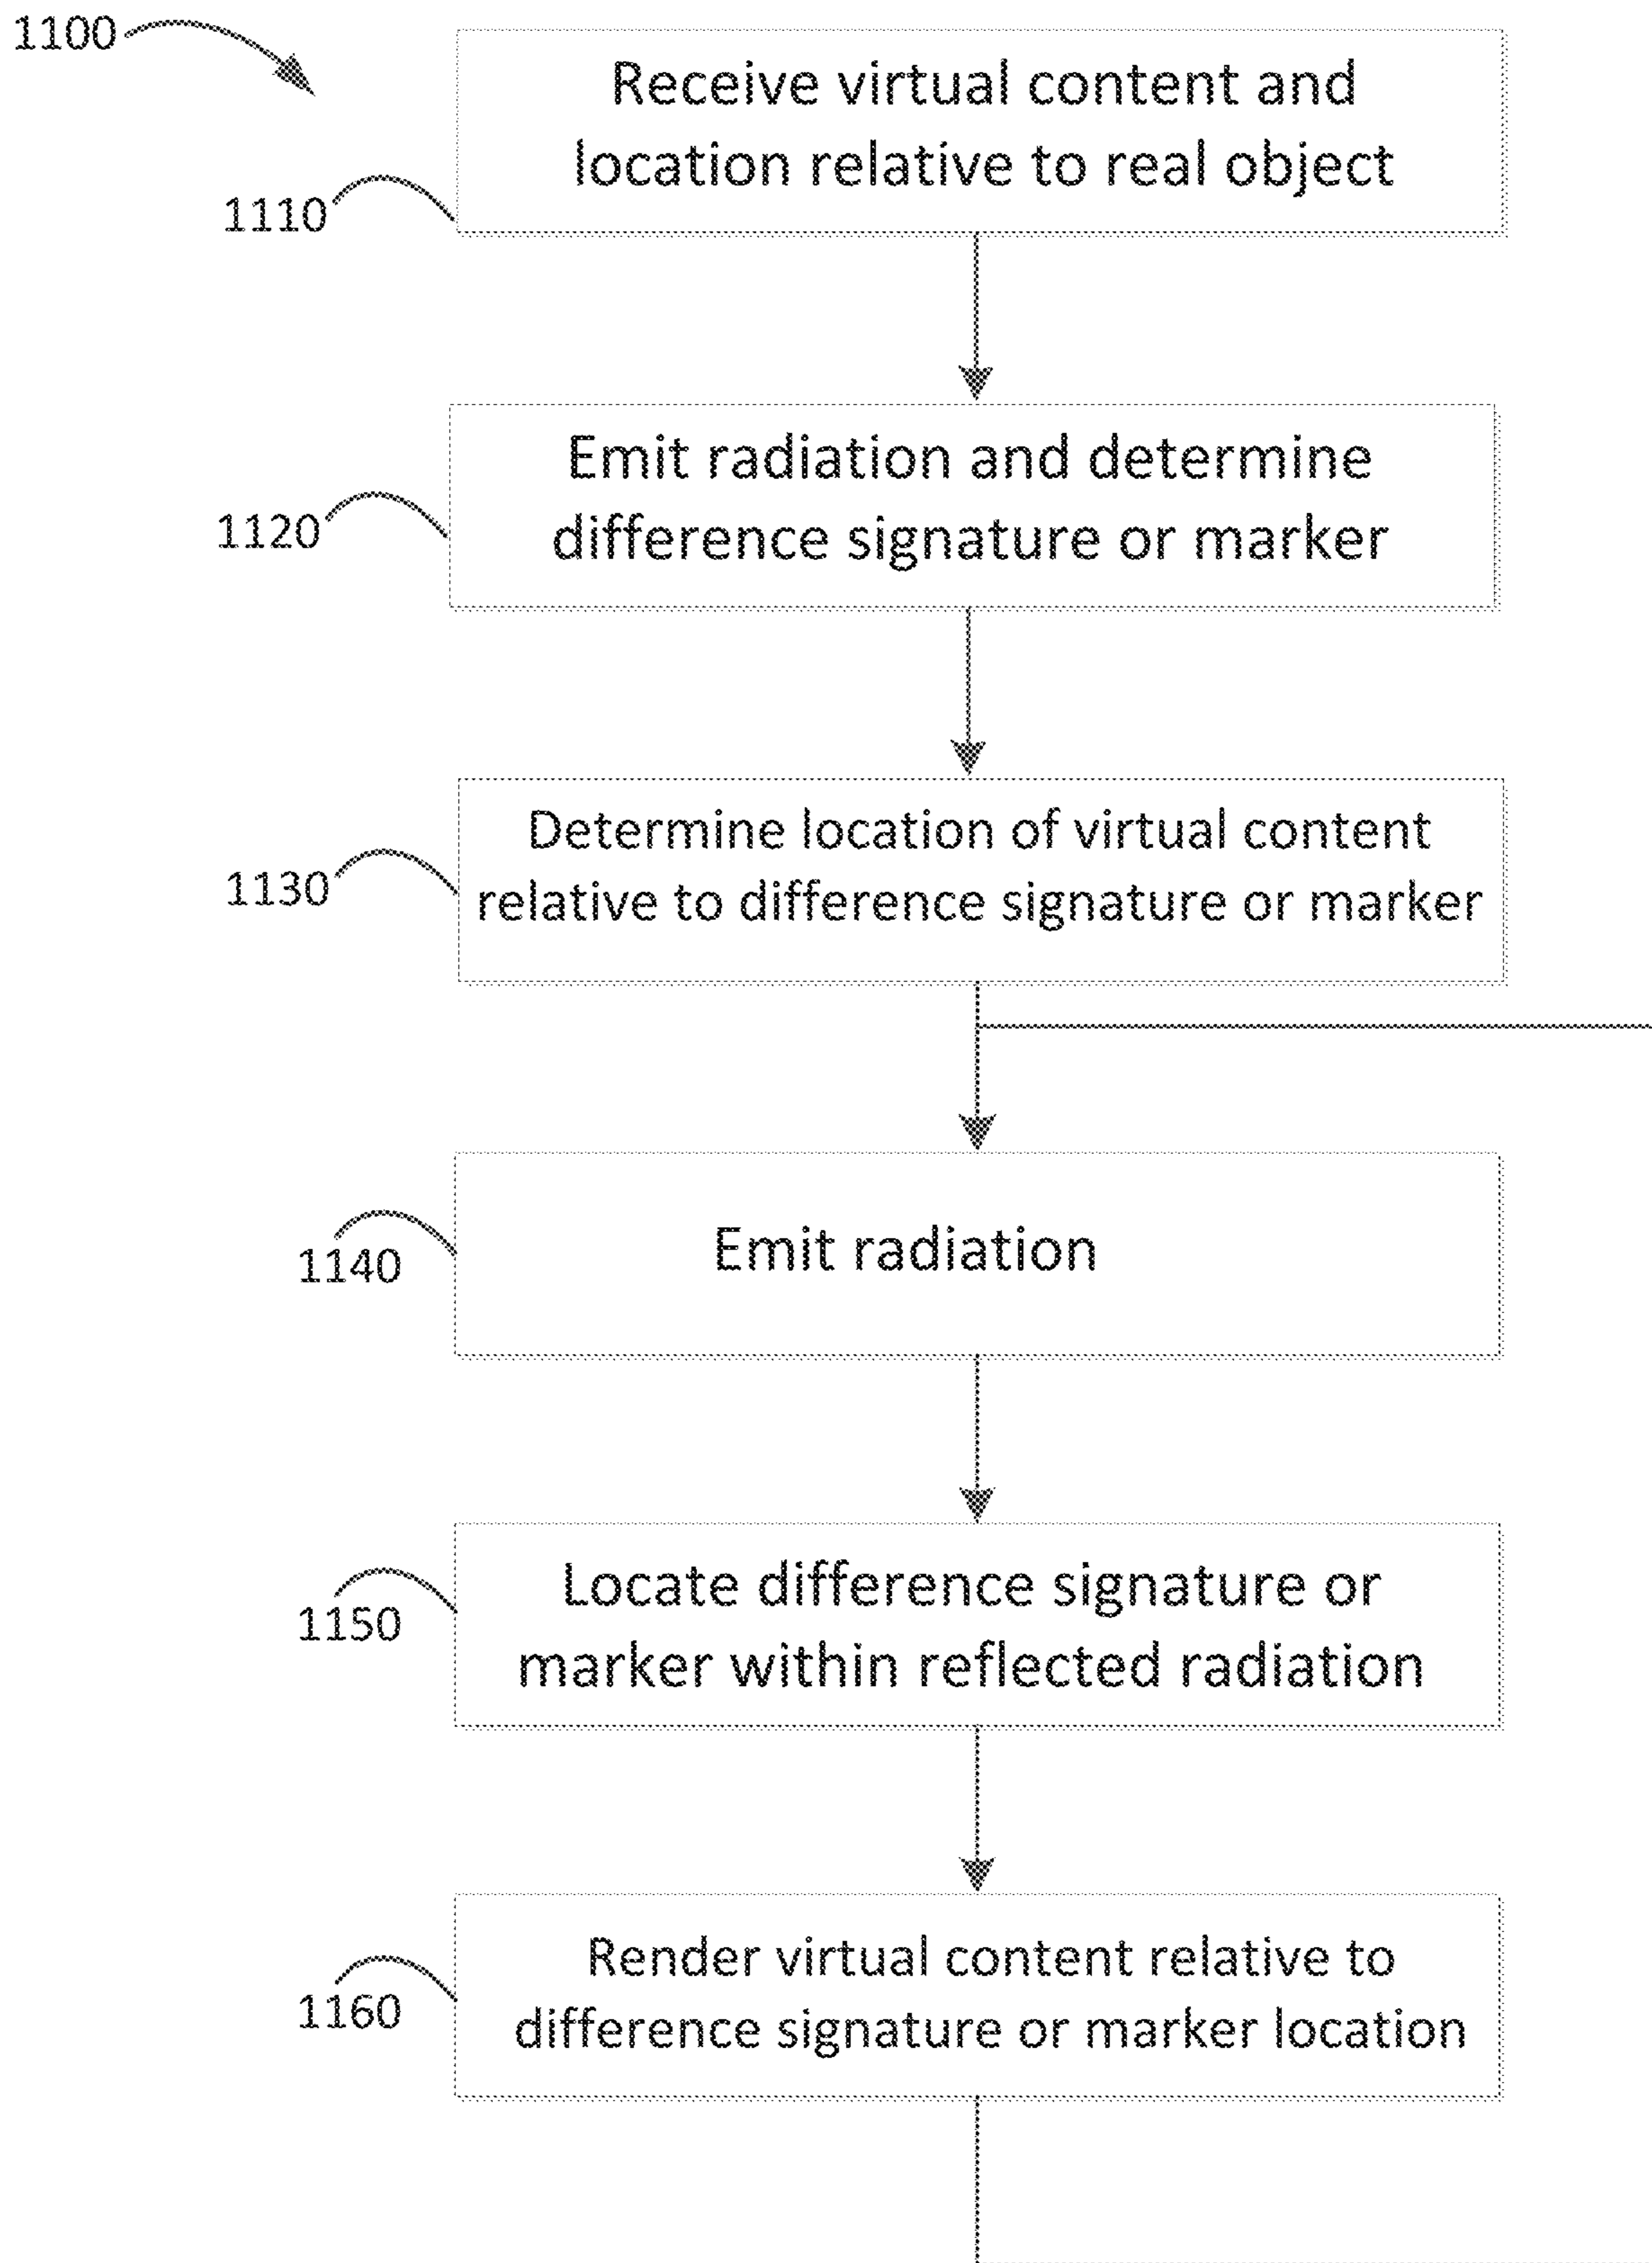 1100
Receive virtual content and
location relative to real object
1110
Emit radiation and determine
difference signature or marker
1120
Determine location of virtual content
relative to difference signature or marker
1130
Emit radiation
1140
Locate difference signature or
marker within reflected radiation
1150
Render virtual content relative to
difference signature or marker location
1160